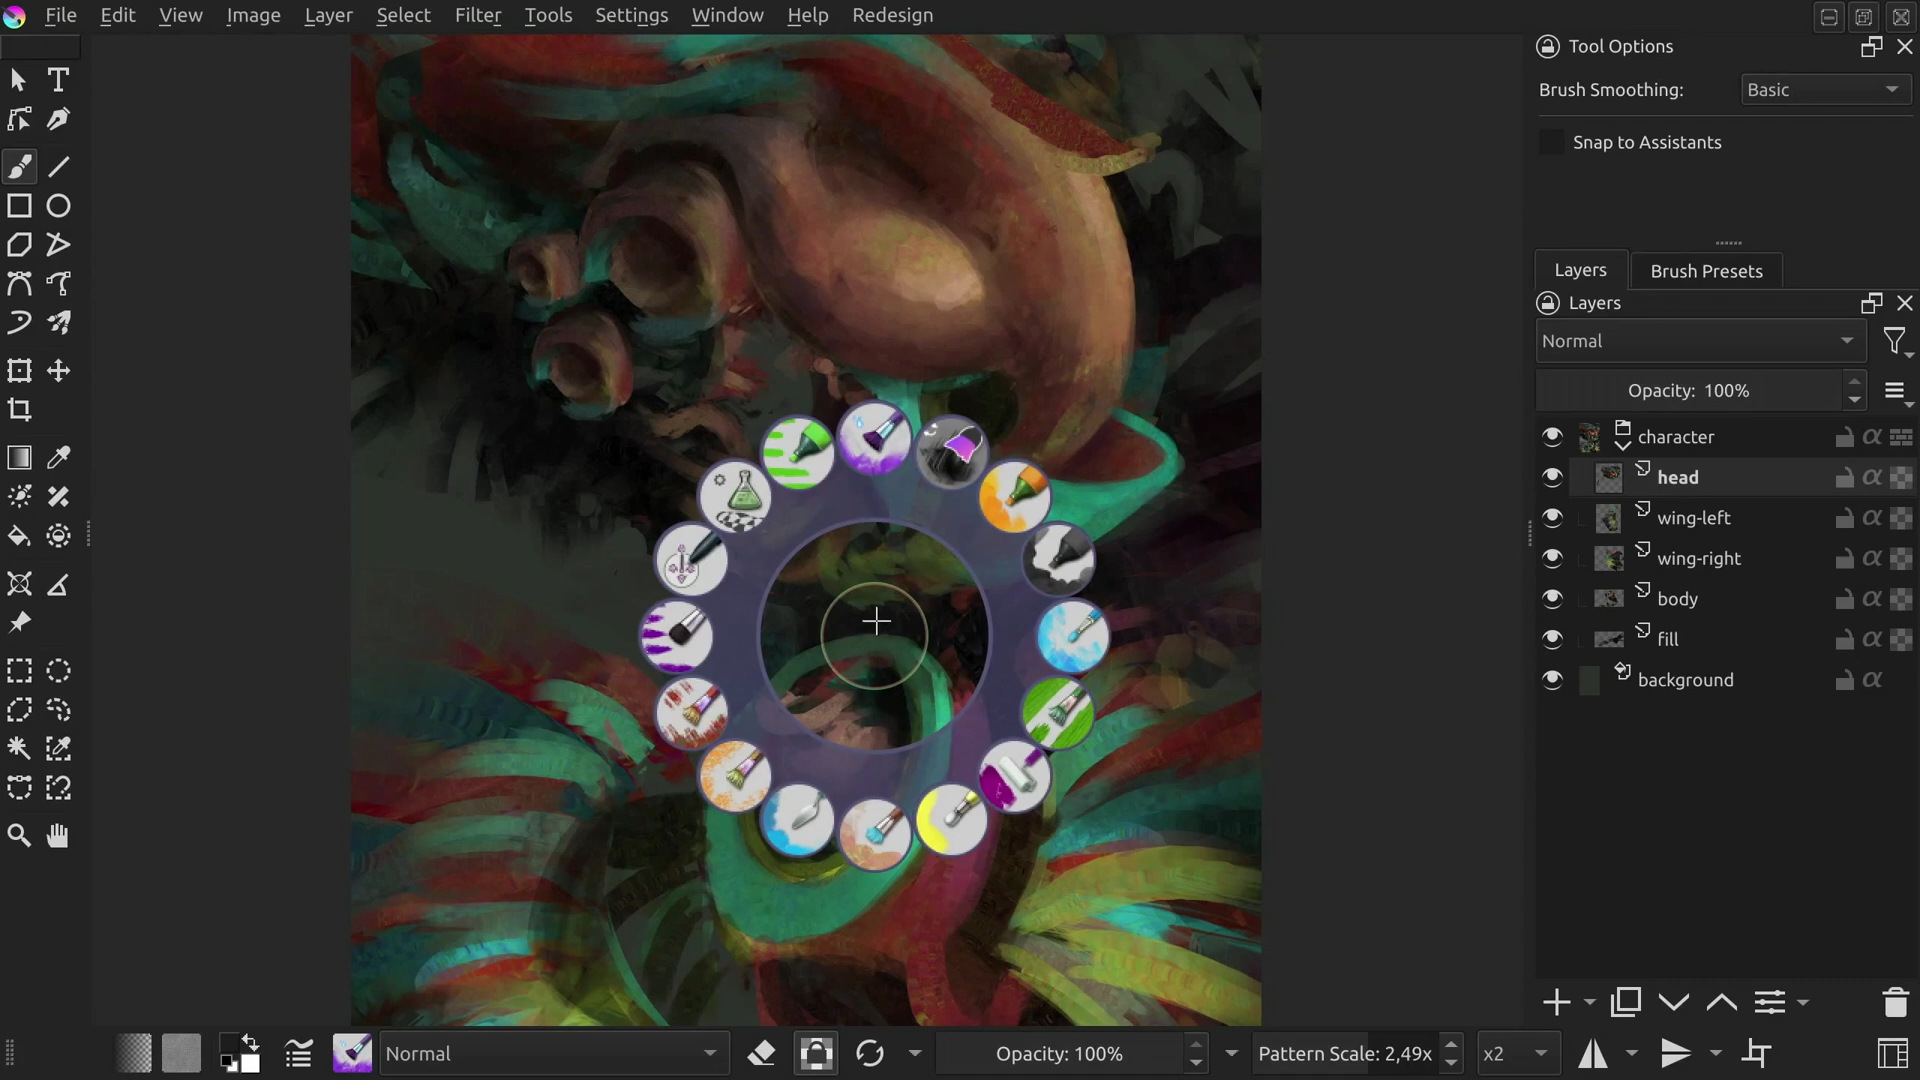 File Edit View Image Layer Select Filter Tools Settings Window Help Redesign
Tool Options
Brush Smoothing: Basic
Snap to Assistants
Layers Brush Presets
Layers
Normal
Opacity: 100%
character
head
wing-left
wing-right
body
fill
background
Normal Opacity: 100% Pattern Scale: 2,49x x2